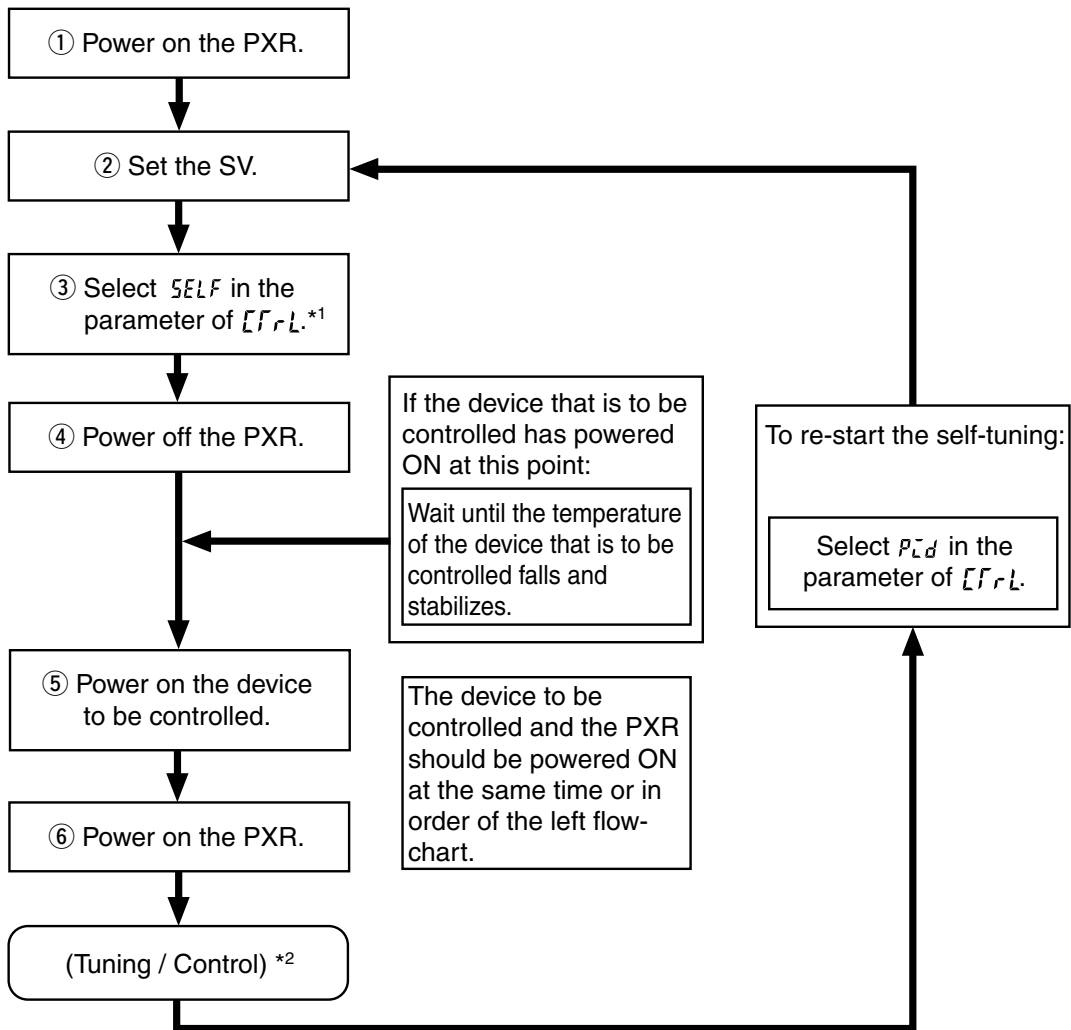 ① Power on the PXR.
② Set the SV.
③ Select SELF in the
parameter of CTrL.*1
④ Power off the PXR.
If the device that is to be
controlled has powered
ON at this point:
Wait until the temperature
of the device that is to be
controlled falls and
stabilizes.
To re-start the self-tuning:
Select PID in the
parameter of CTrL.
⑤ Power on the device
to be controlled.
The device to be
controlled and the PXR
should be powered ON
at the same time or in
order of the left flow-
chart.
⑥ Power on the PXR.
(Tuning / Control) *2